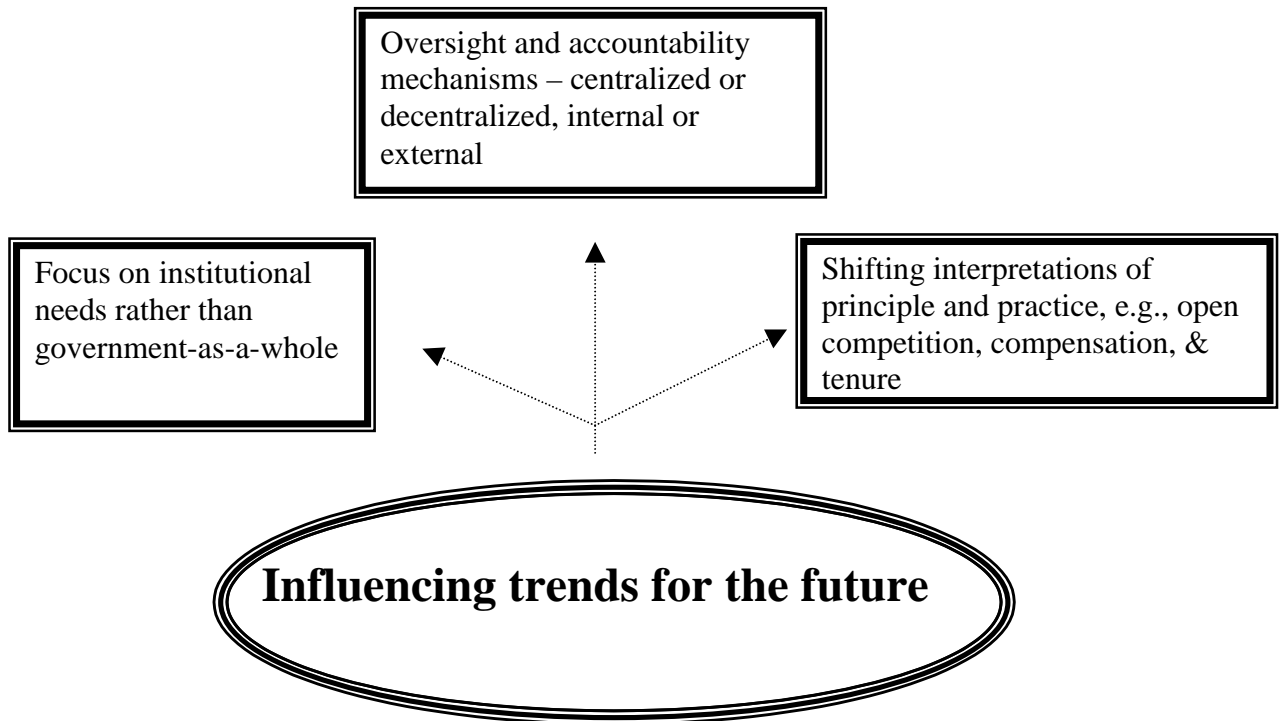 Oversight and accountability
mechanisms – centralized or
decentralized, internal or
external
Focus on institutional
needs rather than
government-as-a-whole
Shifting interpretations of
principle and practice, e.g., open
competition, compensation, &
tenure
Influencing trends for the future